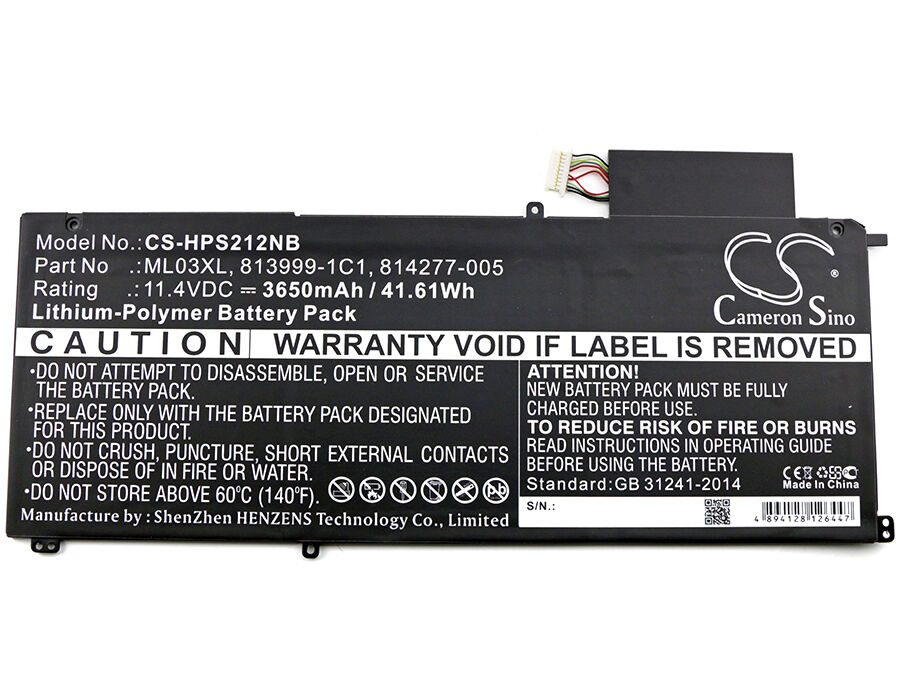 Model No.: CS-HPS212NB
Part No .: ML03XL, 813999-1C1, 814277-005
Rating .: 11.4VDC ⎓ 3650mAh / 41.61Wh
Lithium-Polymer Battery Pack
CS
®
Cameron Sino
CAUTION
WARRANTY VOID IF LABEL IS REMOVED
•DO NOT ATTEMPT TO DISASSEMBLE, OPEN OR SERVICE
THE BATTERY PACK.
•REPLACE ONLY WITH THE BATTERY PACK DESIGNATED
FOR THIS PRODUCT.
•DO NOT CRUSH, PUNCTURE, SHORT EXTERNAL CONTACTS
OR DISPOSE OF IN FIRE OR WATER.
•DO NOT STORE ABOVE 60°C (140°F).
Manufacture by : ShenZhen HENZENS Technology Co., Limited
ATTENTION!
NEW BATTERY PACK MUST BE FULLY
CHARGED BEFORE USE.
TO REDUCE RISK OF FIRE OR BURNS
READ INSTRUCTIONS IN OPERATING GUIDE
BEFORE USING THE BATTERY.
Standard:GB 31241-2014
CE FC
Made in China
S/N.:
4 894128 126447